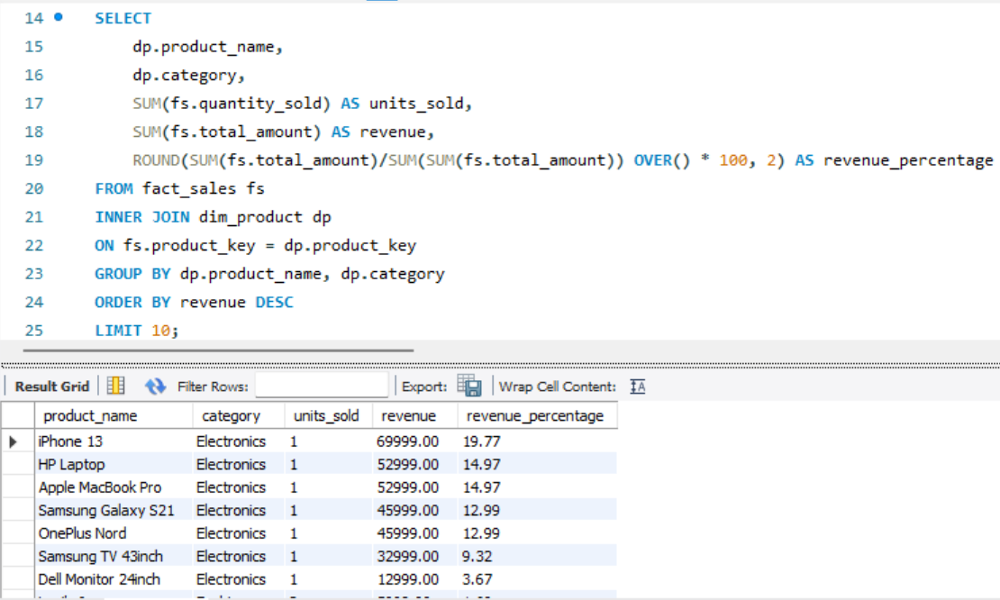 14 SELECT
15 dp.product_name,
16 dp.category,
17 SUM(fs.quantity_sold) AS units_sold,
18 SUM(fs.total_amount) AS revenue,
19 ROUND(SUM(fs.total_amount)/SUM(SUM(fs.total_amount)) OVER() * 100, 2) AS revenue_percentage
20 FROM fact_sales fs
21 INNER JOIN dim_product dp
22 ON fs.product_key = dp.product_key
23 GROUP BY dp.product_name, dp.category
24 ORDER BY revenue DESC
25 LIMIT 10;
Result Grid Filter Rows: Export: Wrap Cell Content: IA
product_name category units_sold revenue revenue_percentage
iPhone 13 Electronics 1 69999.00 19.77
HP Laptop Electronics 1 52999.00 14.97
Apple MacBook Pro Electronics 1 52999.00 14.97
Samsung Galaxy S21 Electronics 1 45999.00 12.99
OnePlus Nord Electronics 1 45999.00 12.99
Samsung TV 43inch Electronics 1 32999.00 9.32
Dell Monitor 24inch Electronics 1 12999.00 3.67